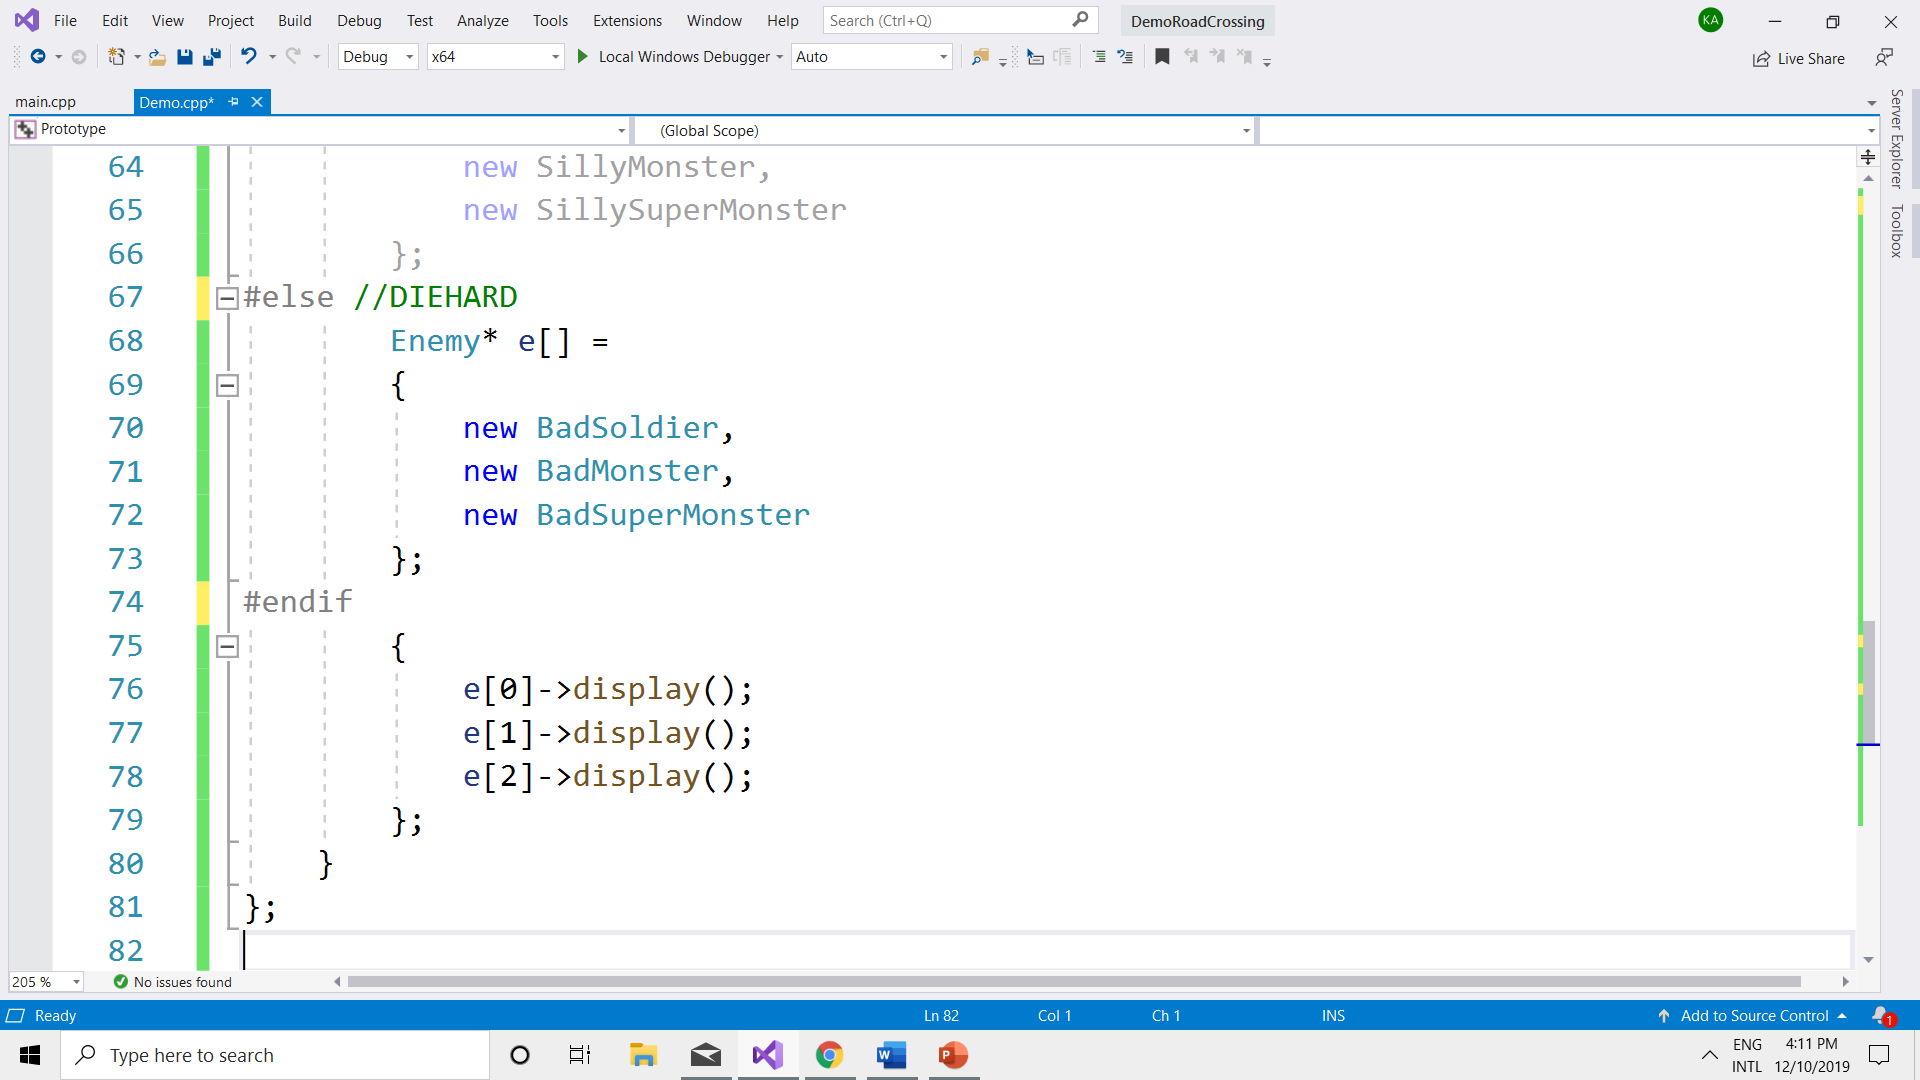 File Edit View Project Build Debug Test Analyze Tools Extensions Window Help Search (Ctrl+Q) DemoRoadCrossing KA
Debug x64 Local Windows Debugger Auto Live Share
main.cpp Demo.cpp*
Prototype (Global Scope)
Server Explorer
Toolbox
64 new SillyMonster,
65 new SillySuperMonster
66 };
67 #else //DIEHARD
68 Enemy* e[] =
69 {
70 new BadSoldier,
71 new BadMonster,
72 new BadSuperMonster
73 };
74 #endif
75 {
76 e[0]->display();
77 e[1]->display();
78 e[2]->display();
79 };
80 }
81 };
82
205 % No issues found
Ready Ln 82 Col 1 Ch 1 INS Add to Source Control 1
Type here to search ENG 4:11 PM
INTL 12/10/2019